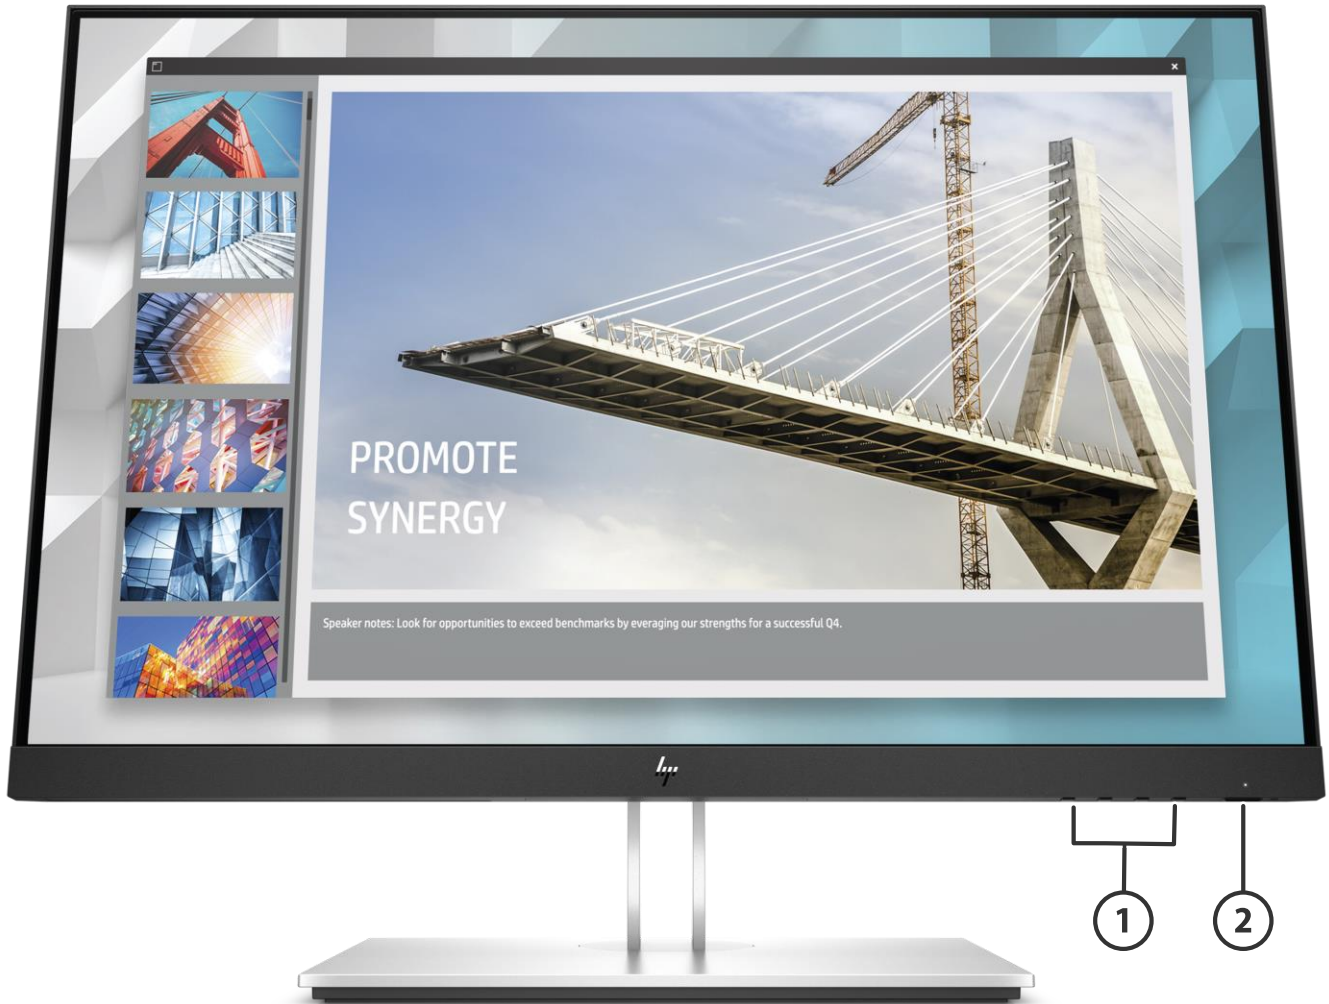 PROMOTE
SYNERGY
Speaker notes: Look for opportunities to exceed benchmarks by everaging our strengths for a successful Q4.
hp
1
2